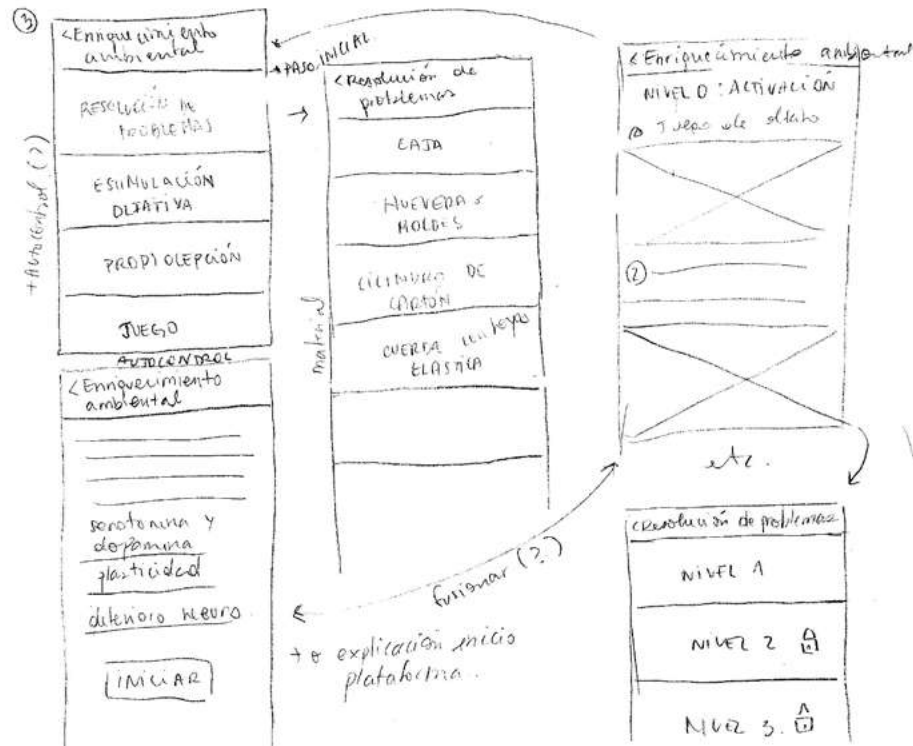 3
< Enriquecimiento
ambiental
RESOLUCIÓN DE
PROBLEMAS
ESTIMULACIÓN
OLFATIVA
PROPIOCEPCIÓN
JUEGO
AUTOCONTROL
+ Autocontrol (?)
→ PASO INICIAL
< Resolución de
problemas
CAJA
HUEVERA o
MOLDES
CILINDRO DE
CARTÓN
CUERDA
ELÁSTICA
material
< Enriquecimiento ambiental
NIVEL 0: ACTIVACIÓN
Juego de olfato
(2)
etc.
< Enriquecimiento
ambiental
serotonina y
dopamina
plasticidad
deterioro neuro.
INICIAR
fusionar (?)
+ o explicación inicio
plataforma.
< Resolución de problemas
NIVEL 1
NIVEL 2
NIVEL 3.